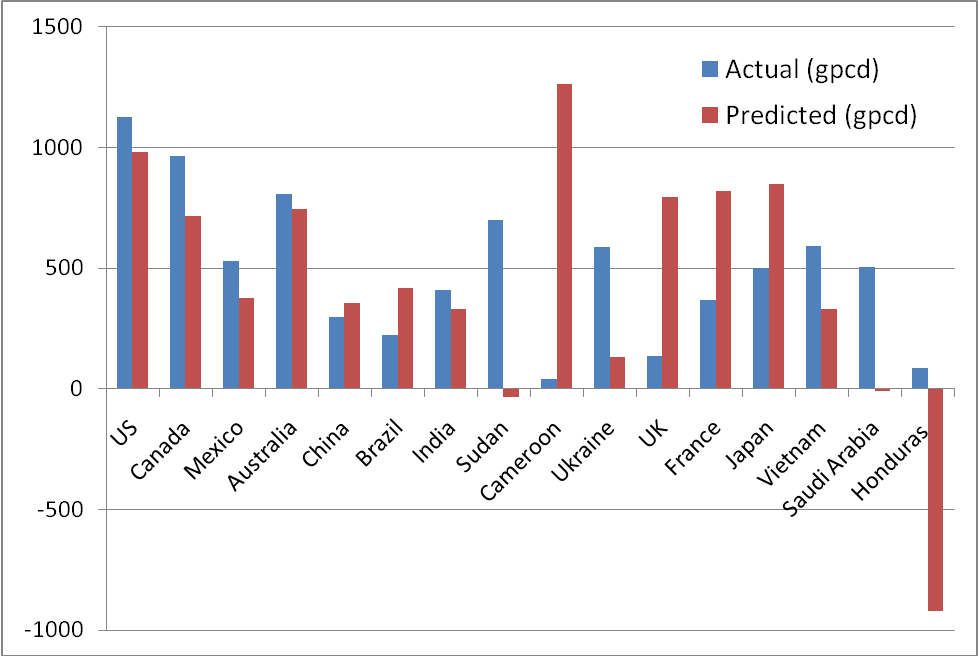 1500
Actual (gpcd)
Predicted (gpcd)
1000
500
0
US
Canada
Mexico
Australia
China
Brazil
India
Sudan
Cameroon
Ukraine
UK
France
Japan
Vietnam
Saudi Arabia
Honduras
-500
-1000